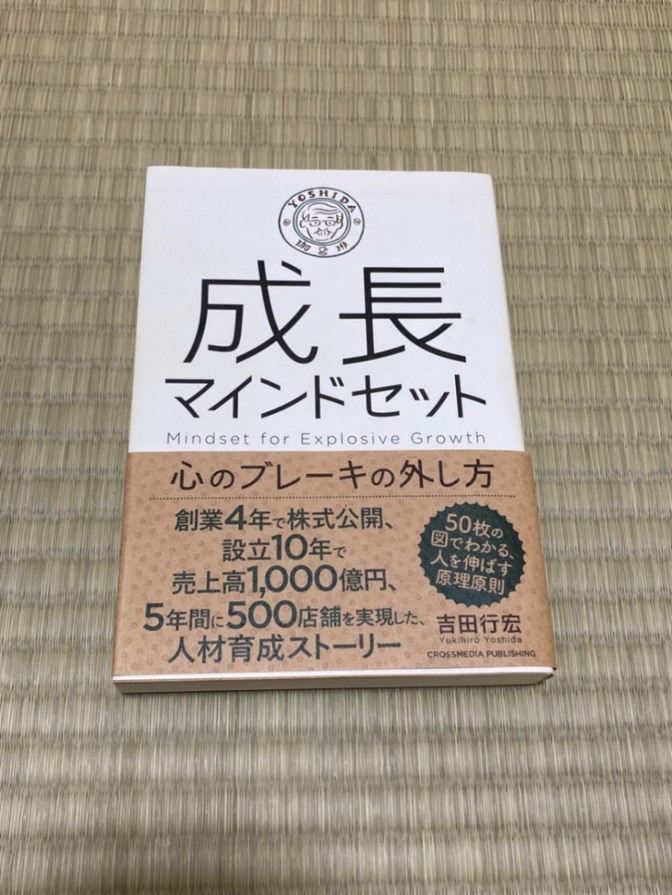 YOSHIDA
珈琲
成長
マインドセット
Mindset for Explosive Growth
心のブレーキの外し方
創業4年で株式公開、
設立10年で
売上高1,000億円、
5年間に500店舗を実現した、
人材育成ストーリー
50枚の
図でわかる、
人を伸ばす
原理原則
吉田行宏
Yukihiro Yoshida
CROSSMEDIA PUBLISHING